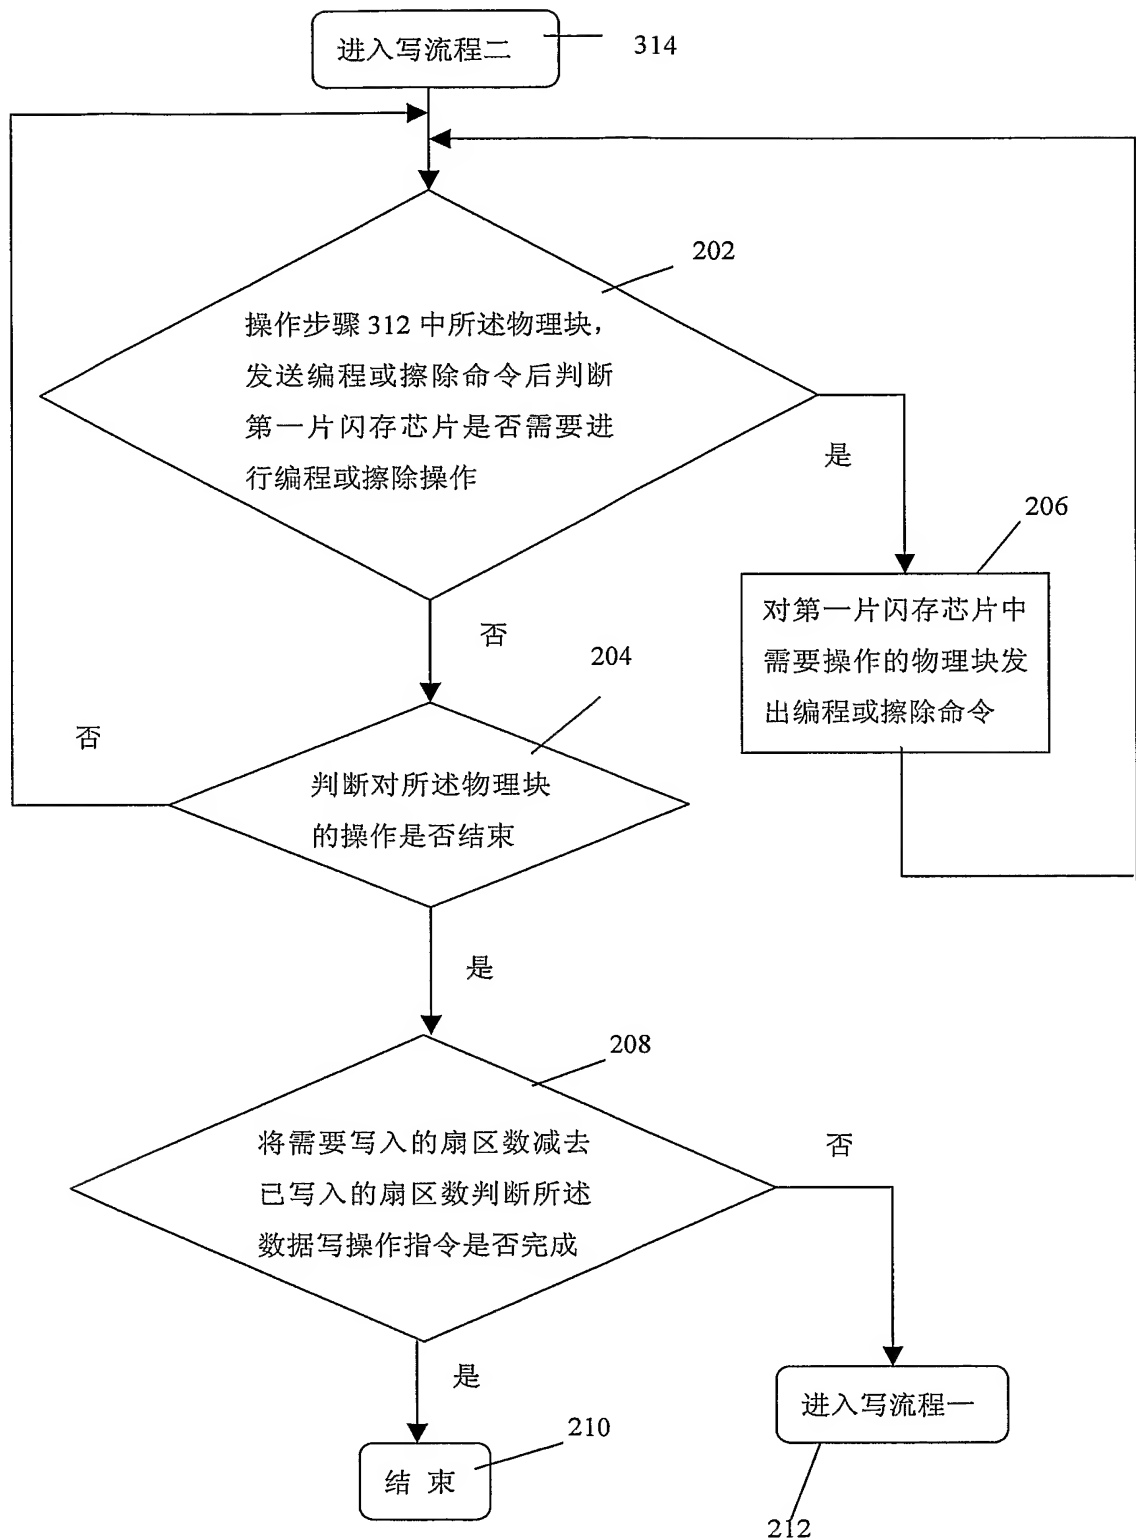 进入写流程二
314
202
操作步骤 312 中所述物理块，
发送编程或擦除命令后判断
第一片闪存芯片是否需要进
行编程或擦除操作
是
206
对第一片闪存芯片中
需要操作的物理块发
出编程或擦除命令
否
204
否
判断对所述物理块
的操作是否结束
是
208
将需要写入的扇区数减去
已写入的扇区数判断所述
数据写操作指令是否完成
否
是
进入写流程一
210
结 束
212